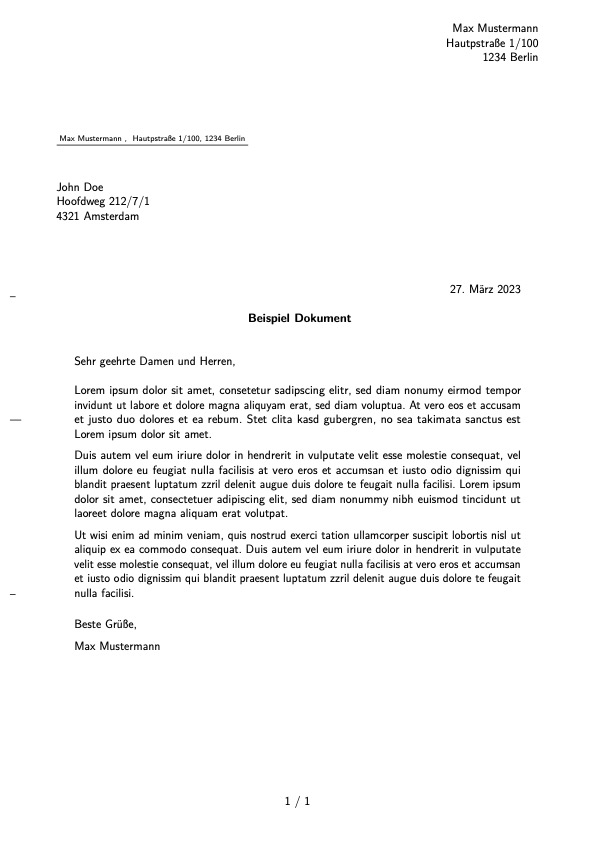 Max Mustermann
Hautpstraße 1/100
1234 Berlin
Max Mustermann , Hautpstraße 1/100, 1234 Berlin
John Doe
Hoofdweg 212/7/1
4321 Amsterdam
27. März 2023
Beispiel Dokument
Sehr geehrte Damen und Herren,
Lorem ipsum dolor sit amet, consetetur sadipscing elitr, sed diam nonumy eirmod tempor
invidunt ut labore et dolore magna aliquyam erat, sed diam voluptua. At vero eos et accusam
et justo duo dolores et ea rebum. Stet clita kasd gubergren, no sea takimata sanctus est
Lorem ipsum dolor sit amet.
Duis autem vel eum iriure dolor in hendrerit in vulputate velit esse molestie consequat, vel
illum dolore eu feugiat nulla facilisis at vero eros et accumsan et iusto odio dignissim qui
blandit praesent luptatum zzril delenit augue duis dolore te feugait nulla facilisi. Lorem ipsum
dolor sit amet, consectetuer adipiscing elit, sed diam nonummy nibh euismod tincidunt ut
laoreet dolore magna aliquam erat volutpat.
Ut wisi enim ad minim veniam, quis nostrud exerci tation ullamcorper suscipit lobortis nisl ut
aliquip ex ea commodo consequat. Duis autem vel eum iriure dolor in hendrerit in vulputate
velit esse molestie consequat, vel illum dolore eu feugiat nulla facilisis at vero eros et accumsan
et iusto odio dignissim qui blandit praesent luptatum zzril delenit augue duis dolore te feugait
nulla facilisi.
Beste Grüße,
Max Mustermann
1 / 1